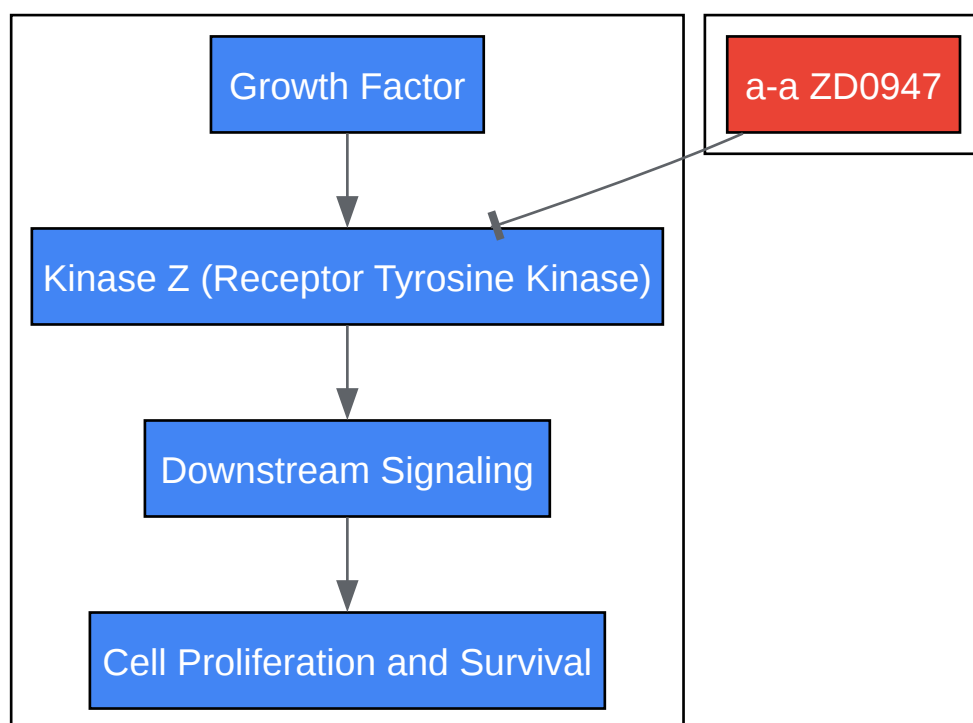 Growth Factor
a-a ZD0947
Kinase Z (Receptor Tyrosine Kinase)
Downstream Signaling
Cell Proliferation and Survival